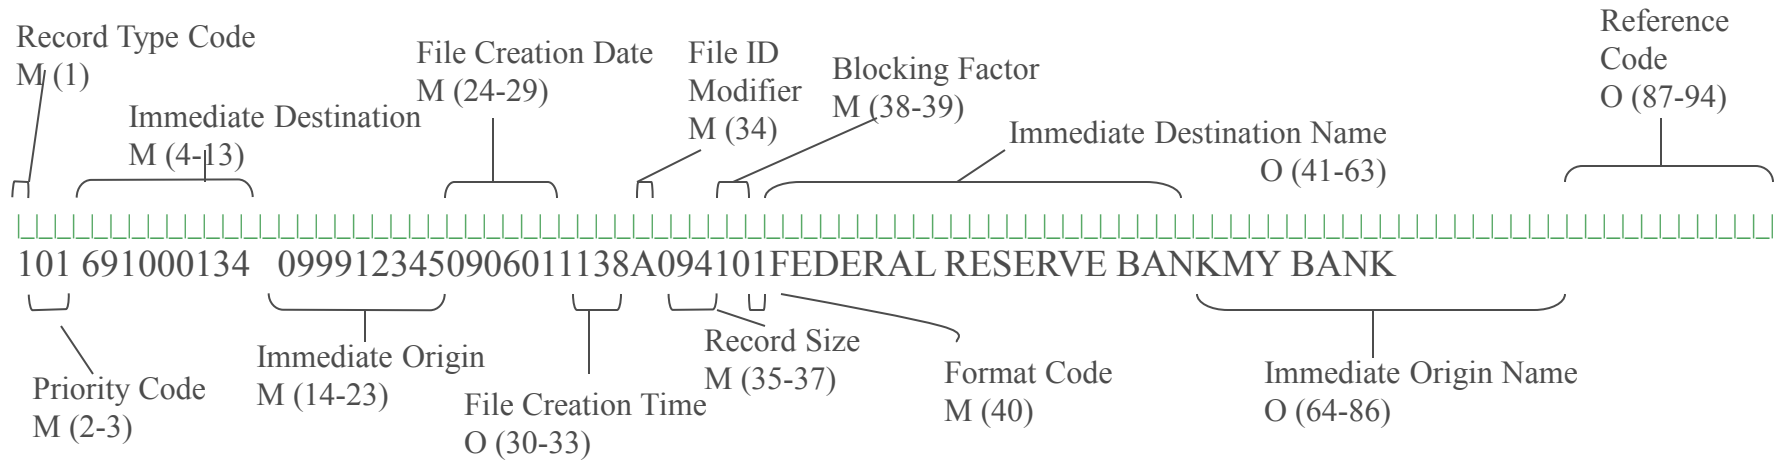 Record Type Code
M (1)
Immediate Destination
M (4-13)
File Creation Date
M (24-29)
File ID
Modifier
M (34)
Blocking Factor
M (38-39)
Immediate Destination Name
O (41-63)
Reference
Code
O (87-94)
101 691000134 0999123450906011138A094101FEDERAL RESERVE BANKMY BANK
Priority Code
M (2-3)
Immediate Origin
M (14-23)
File Creation Time
O (30-33)
Record Size
M (35-37)
Format Code
M (40)
Immediate Origin Name
O (64-86)